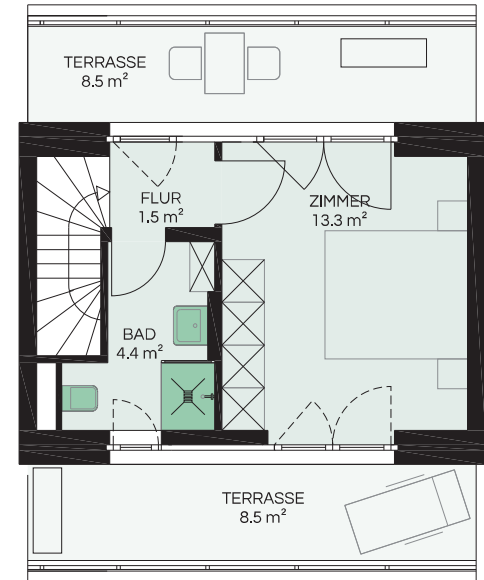 TERRASSE
8.5 m²
FLUR
1.5 m²
ZIMMER
13.3 m²
BAD
4.4 m²
TERRASSE
8.5 m²